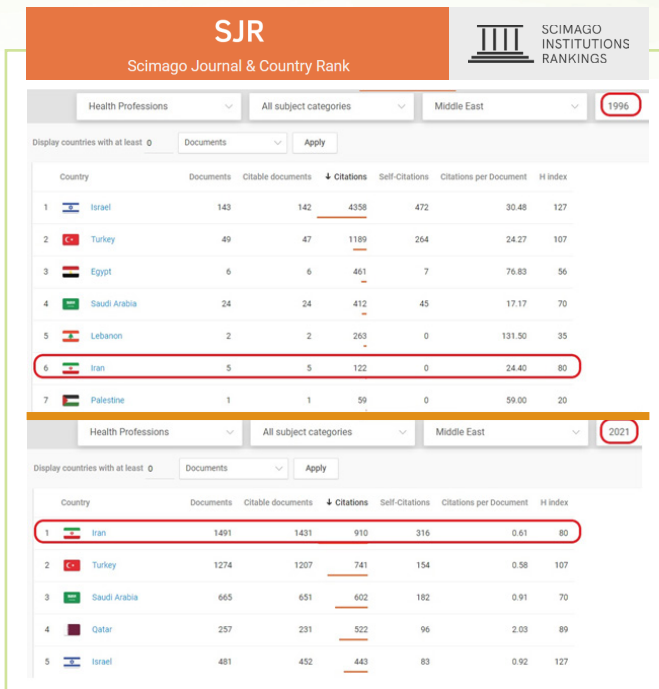 SJR
Scimago Journal & Country Rank
SCIMAGO
INSTITUTIONS
RANKINGS
Health Professions All subject categories Middle East 1996
Display countries with at least 0 Documents Apply
Country Documents Citable documents ↓ Citations Self-Citations Citations per Document H index
1 Israel 143 142 4358 472 30.48 127
2 Turkey 49 47 1189 264 24.27 107
3 Egypt 6 6 461 7 76.83 56
4 Saudi Arabia 24 24 412 45 17.17 70
5 Lebanon 2 2 263 0 131.50 35
6 Iran 5 5 122 0 24.40 80
7 Palestine 1 1 59 0 59.00 20
Health Professions All subject categories Middle East 2021
Display countries with at least 0 Documents Apply
Country Documents Citable documents ↓ Citations Self-Citations Citations per Document H index
1 Iran 1491 1431 910 316 0.61 80
2 Turkey 1274 1207 741 154 0.58 107
3 Saudi Arabia 665 651 602 182 0.91 70
4 Qatar 257 231 522 96 2.03 89
5 Israel 481 452 443 83 0.92 127